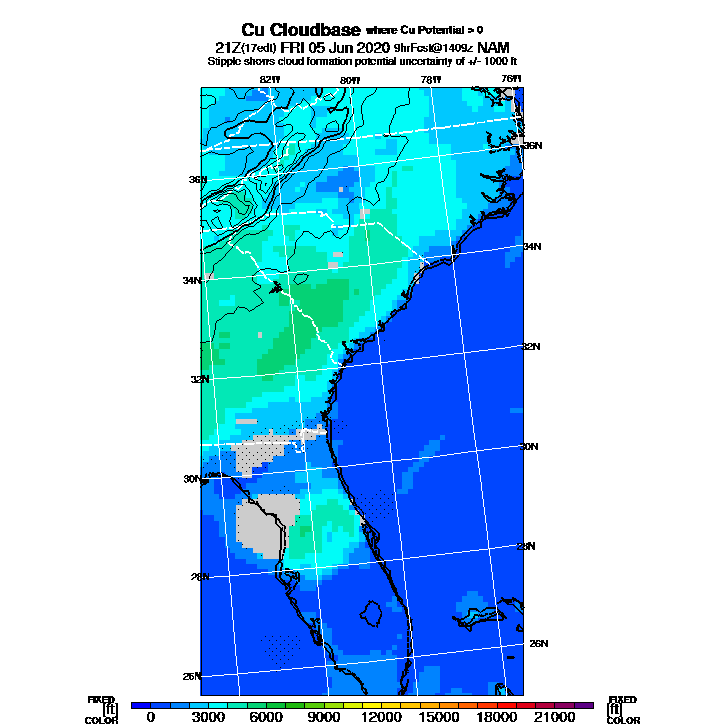 Cu Cloudbase where Cu Potential > 0
21Z(17edt) FRI 05 Jun 2020 9hrFcst@1409z NAM
Stipple shows cloud formation potential uncertainty of +/- 1000 ft
82W 80W 78W 76W
36N 36N
34N 34N
32N 32N
30N 30N
28N 28N
26N 26N
FIXED FIXED
[ft] [ft]
COLOR COLOR
0 3000 6000 9000 12000 15000 18000 21000